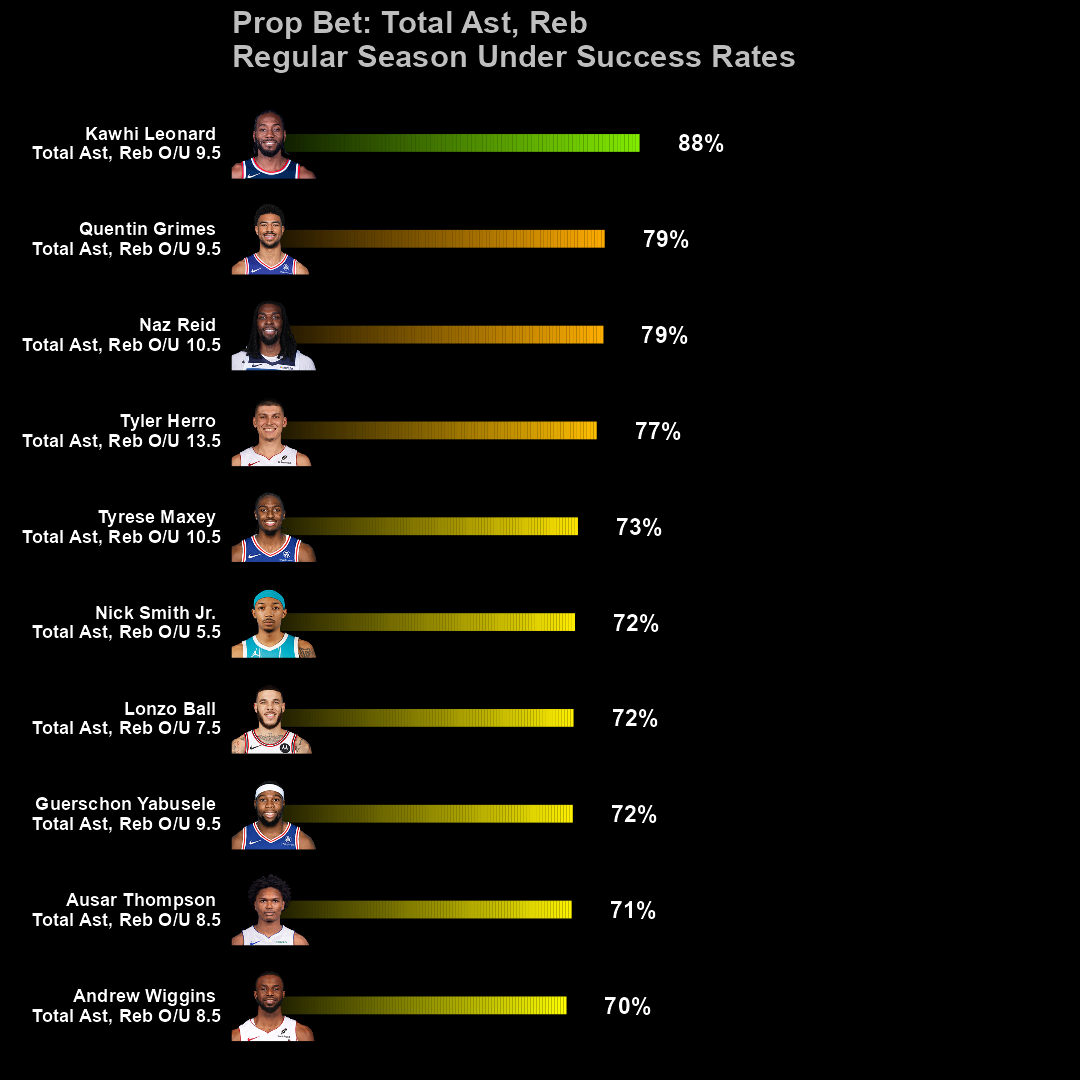 Prop Bet: Total Ast, Reb
Regular Season Under Success Rates
Kawhi Leonard
Total Ast, Reb O/U 9.5
88%
Quentin Grimes
Total Ast, Reb O/U 9.5
79%
Naz Reid
Total Ast, Reb O/U 10.5
79%
Tyler Herro
Total Ast, Reb O/U 13.5
77%
Tyrese Maxey
Total Ast, Reb O/U 10.5
73%
Nick Smith Jr.
Total Ast, Reb O/U 5.5
72%
Lonzo Ball
Total Ast, Reb O/U 7.5
72%
Guerschon Yabusele
Total Ast, Reb O/U 9.5
72%
Ausar Thompson
Total Ast, Reb O/U 8.5
71%
Andrew Wiggins
Total Ast, Reb O/U 8.5
70%